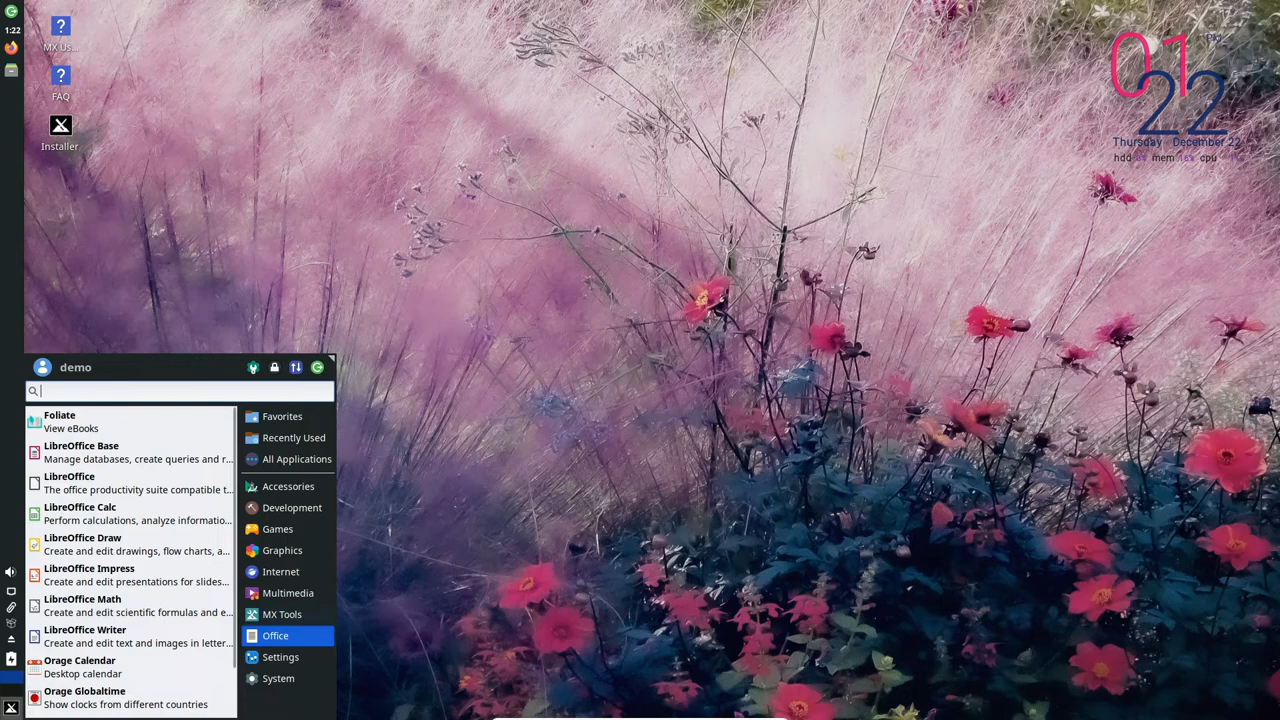 1:22
MX Us..
FAQ
Installer
01
PM
22
Thursday December 22
hdd mem 16% cpu
demo
Foliate
View eBooks
LibreOffice Base
Manage databases, create queries and r...
LibreOffice
The office productivity suite compatible t...
LibreOffice Calc
Perform calculations, analyze informatio...
LibreOffice Draw
Create and edit drawings, flow charts, a...
LibreOffice Impress
Create and edit presentations for slides...
LibreOffice Math
Create and edit scientific formulas and e...
LibreOffice Writer
Create and edit text and images in letter...
Orage Calendar
Desktop calendar
Orage Globaltime
Show clocks from different countries
Favorites
Recently Used
All Applications
Accessories
Development
Games
Graphics
Internet
Multimedia
MX Tools
Office
Settings
System